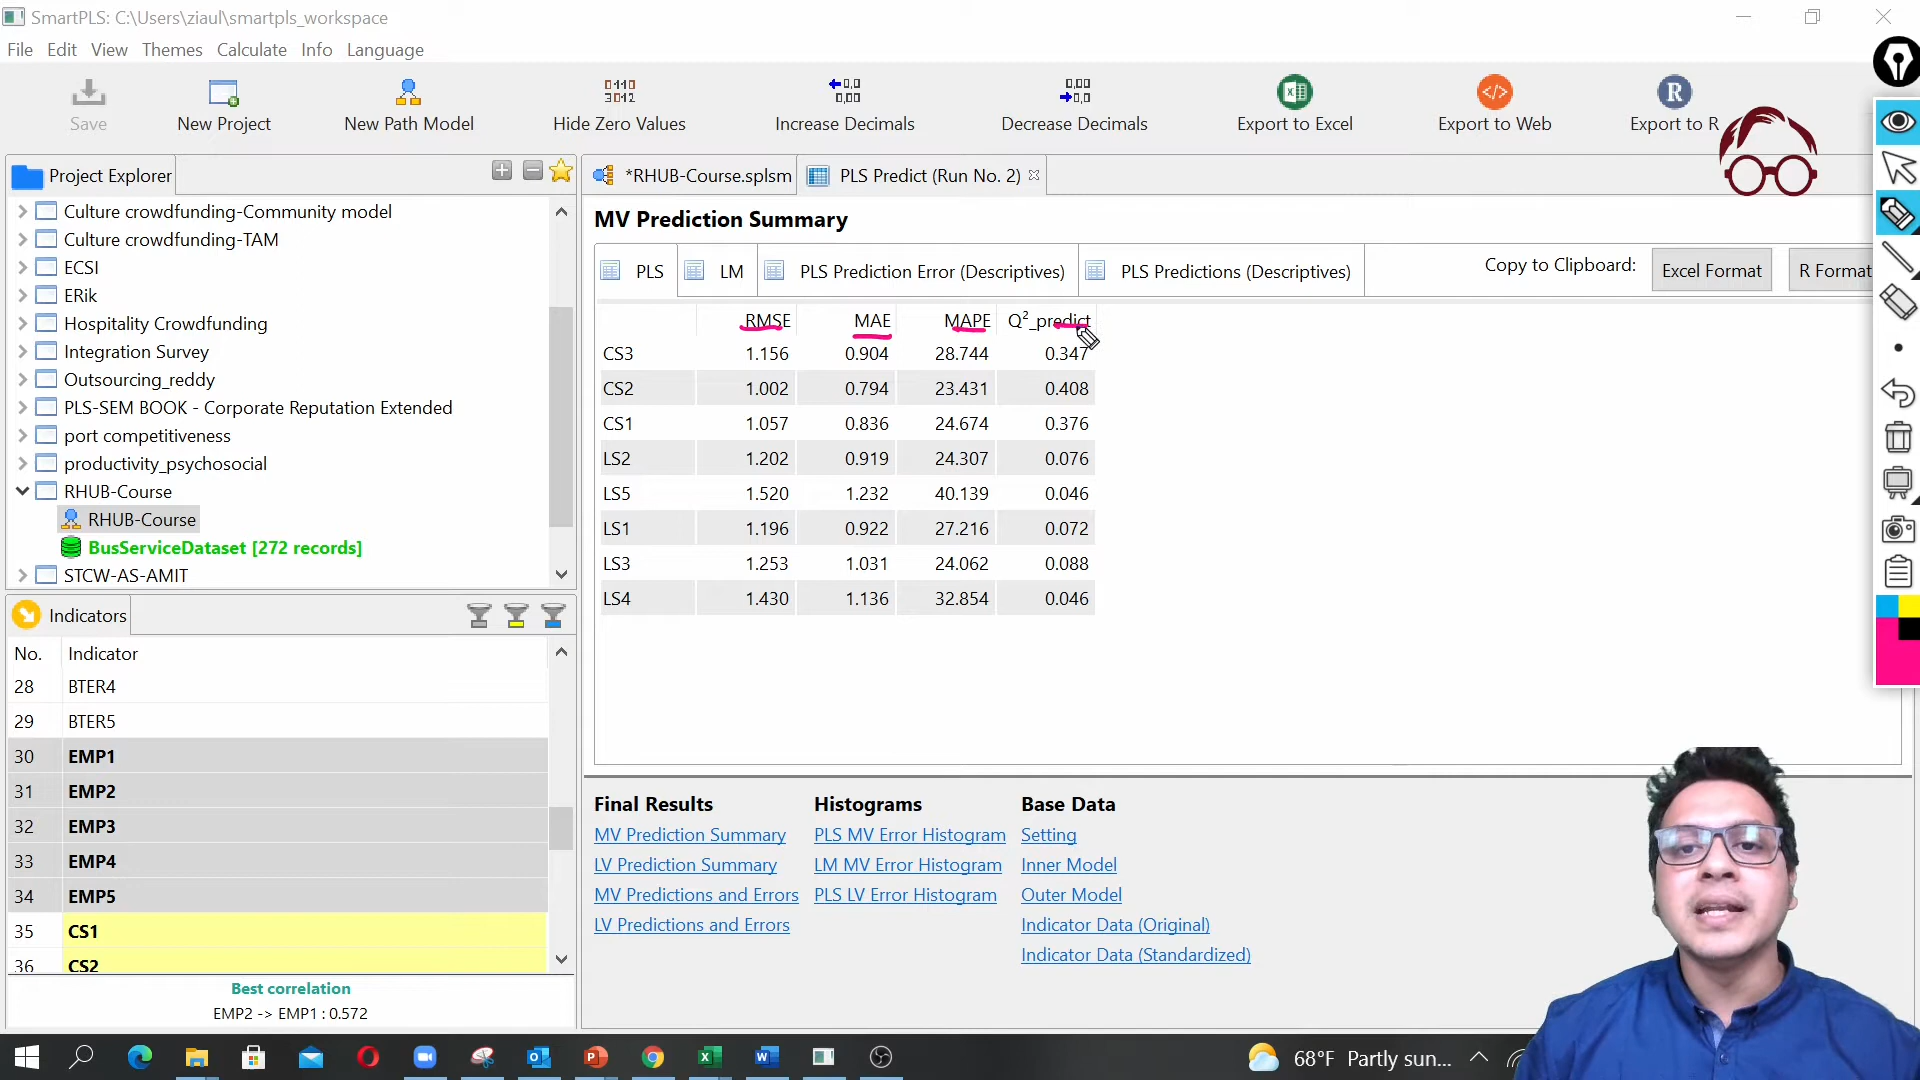 SmartPLS: C:\Users\ziaul\smartpls_workspace
File Edit View Themes Calculate Info Language
Save
New Project
New Path Model
Hide Zero Values
Increase Decimals
Decrease Decimals
Export to Excel
Export to Web
Export to R
Project Explorer
Culture crowdfunding-Community model
Culture crowdfunding-TAM
ECSI
ERik
Hospitality Crowdfunding
Integration Survey
Outsourcing_reddy
PLS-SEM BOOK - Corporate Reputation Extended
port competitiveness
productivity_psychosocial
RHUB-Course
RHUB-Course
BusServiceDataset [272 records]
STCW-AS-AMIT
Indicators
No. Indicator
28 BTER4
29 BTER5
30 EMP1
31 EMP2
32 EMP3
33 EMP4
34 EMP5
35 CS1
36 CS2
Best correlation
EMP2 -> EMP1 : 0.572
*RHUB-Course.splsm
PLS Predict (Run No. 2)
MV Prediction Summary
PLS LM PLS Prediction Error (Descriptives) PLS Predictions (Descriptives)
Copy to Clipboard: Excel Format R Format
RMSE MAE MAPE Q²_predict
CS3 1.156 0.904 28.744 0.347
CS2 1.002 0.794 23.431 0.408
CS1 1.057 0.836 24.674 0.376
LS2 1.202 0.919 24.307 0.076
LS5 1.520 1.232 40.139 0.046
LS1 1.196 0.922 27.216 0.072
LS3 1.253 1.031 24.062 0.088
LS4 1.430 1.136 32.854 0.046
Final Results
MV Prediction Summary
LV Prediction Summary
MV Predictions and Errors
LV Predictions and Errors
Histograms
PLS MV Error Histogram
LM MV Error Histogram
PLS LV Error Histogram
Base Data
Setting
Inner Model
Outer Model
Indicator Data (Original)
Indicator Data (Standardized)
68°F Partly sun...